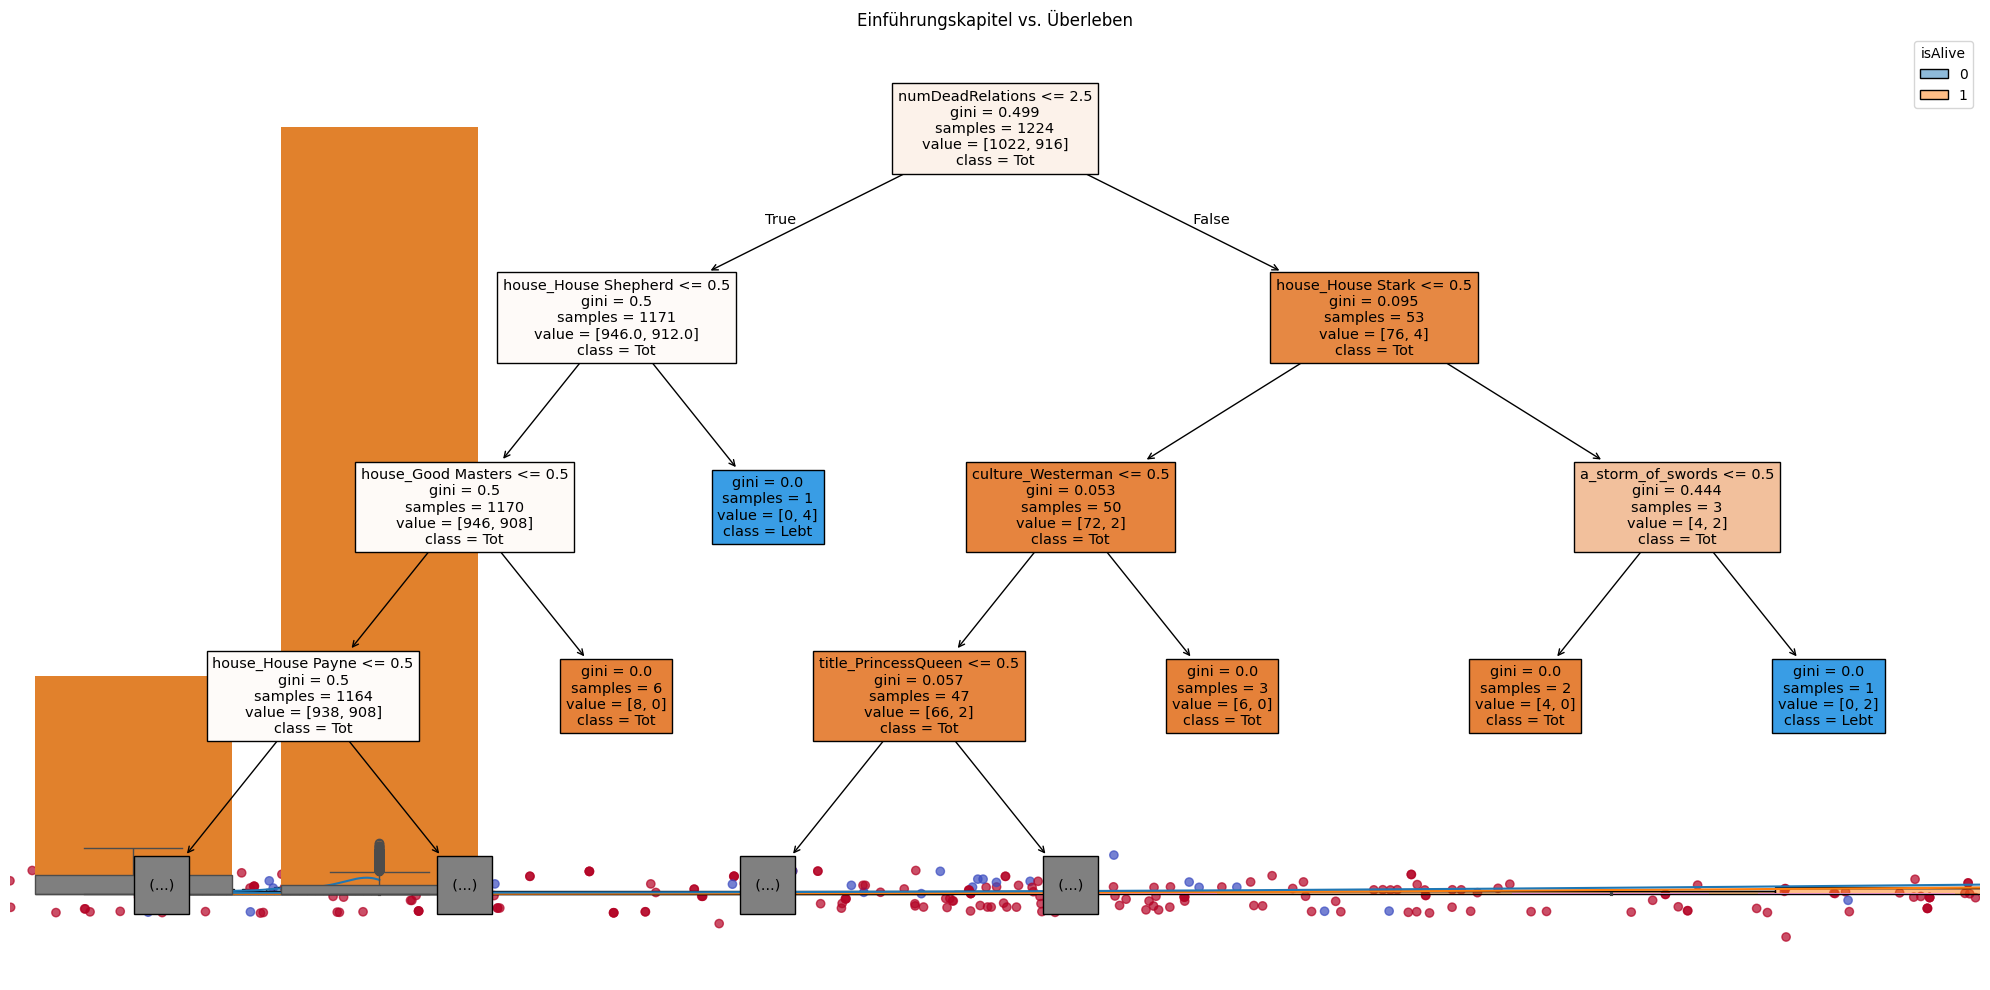 Einführungskapitel vs. Überleben
isAlive
0
1
numDeadRelations <= 2.5
gini = 0.499
samples = 1224
value = [1022, 916]
class = Tot
True
False
house_House Shepherd <= 0.5
gini = 0.5
samples = 1171
value = [946.0, 912.0]
class = Tot
house_House Stark <= 0.5
gini = 0.095
samples = 53
value = [76, 4]
class = Tot
house_Good Masters <= 0.5
gini = 0.5
samples = 1170
value = [946, 908]
class = Tot
gini = 0.0
samples = 1
value = [0, 4]
class = Lebt
culture_Westerman <= 0.5
gini = 0.053
samples = 50
value = [72, 2]
class = Tot
a_storm_of_swords <= 0.5
gini = 0.444
samples = 3
value = [4, 2]
class = Tot
house_House Payne <= 0.5
gini = 0.5
samples = 1164
value = [938, 908]
class = Tot
gini = 0.0
samples = 6
value = [8, 0]
class = Tot
title_PrincessQueen <= 0.5
gini = 0.057
samples = 47
value = [66, 2]
class = Tot
gini = 0.0
samples = 3
value = [6, 0]
class = Tot
gini = 0.0
samples = 2
value = [4, 0]
class = Tot
gini = 0.0
samples = 1
value = [0, 2]
class = Lebt
(...)
(...)
(...)
(...)